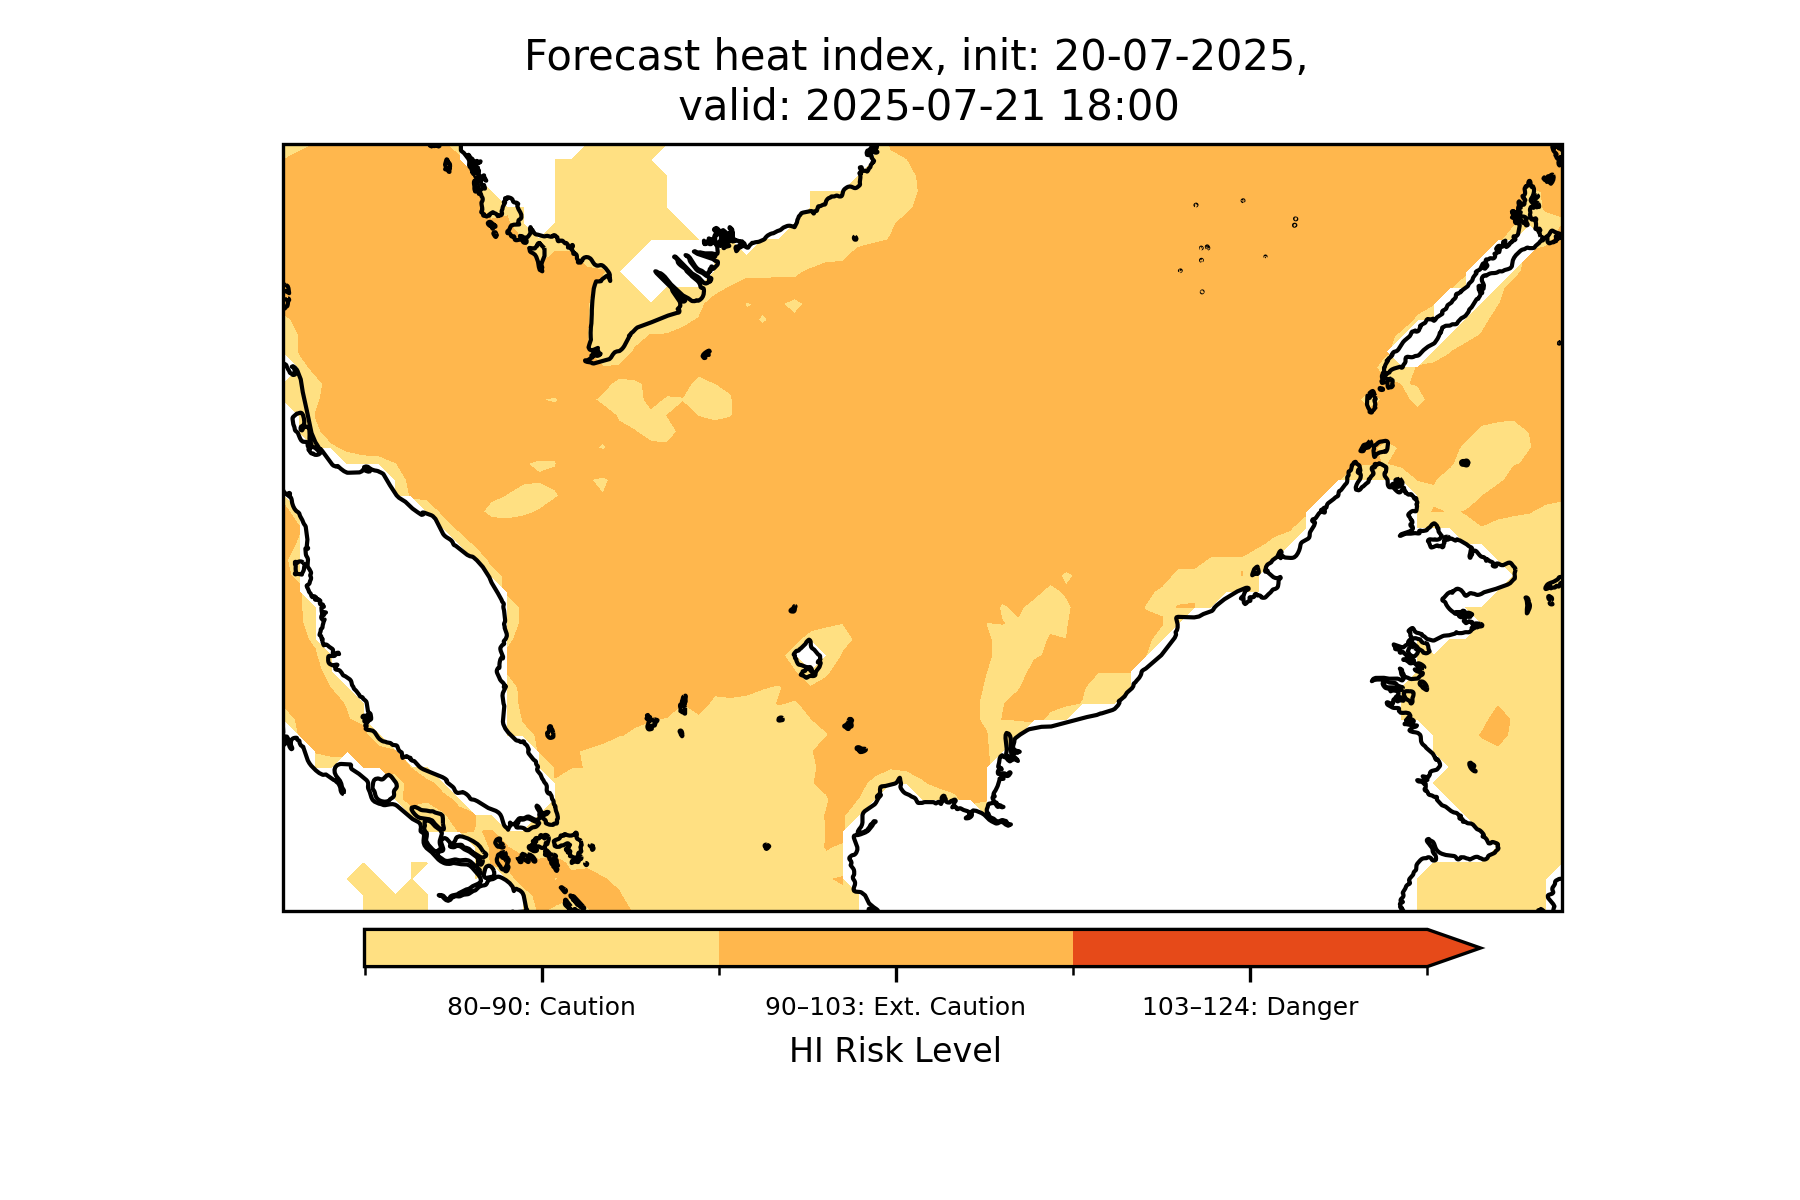 Forecast heat index, init: 20-07-2025,
valid: 2025-07-21 18:00
80–90: Caution
90–103: Ext. Caution
103–124: Danger
HI Risk Level